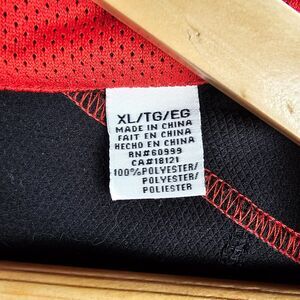 XL/TG/EG
MADE IN CHINA
FAIT EN CHINA
HECHO EN CHINA
RN#60999
CA#18121
100%POLYESTER/
POLYESTER/
POLIESTER